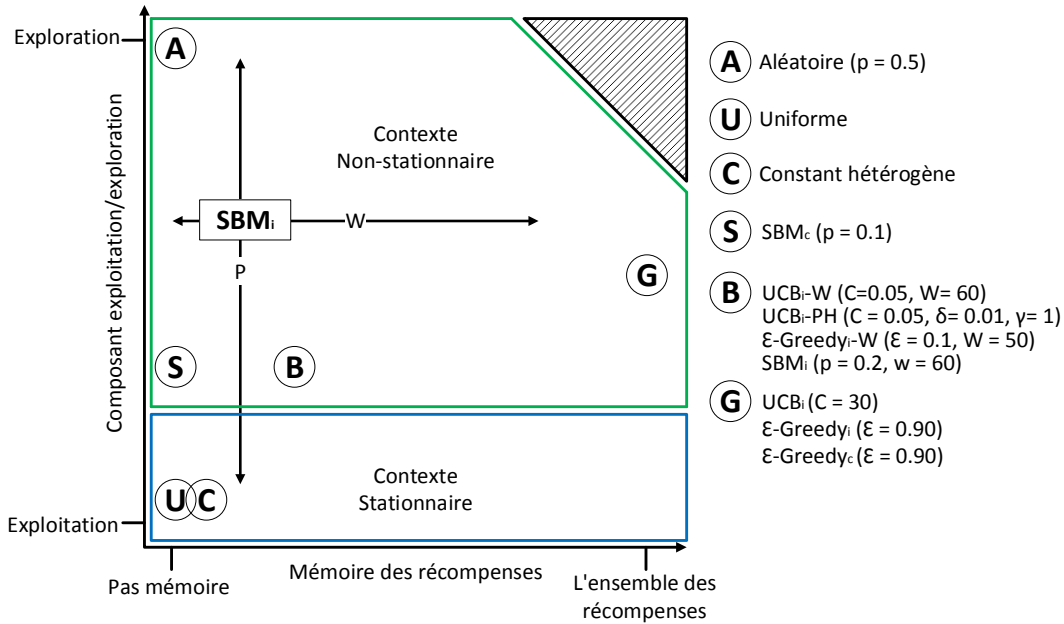 Exploration
Composant exploitation/exploration
Exploitation
A
Contexte
Non-stationnaire
SBMi
W
P
G
S
B
U
C
Contexte
Stationnaire
Pas mémoire
Mémoire des récompenses
L'ensemble des
récompenses
A Aléatoire (p = 0.5)
U Uniforme
C Constant hétérogène
S SBMc (p = 0.1)
B UCBi-W (C=0.05, W= 60)
UCBi-PH (C = 0.05, δ= 0.01, γ= 1)
Ɛ-Greedyi-W (Ɛ = 0.1, W = 50)
SBMi (p = 0.2, w = 60)
G UCBi (C = 30)
Ɛ-Greedyi (Ɛ = 0.90)
Ɛ-Greedyc (Ɛ = 0.90)